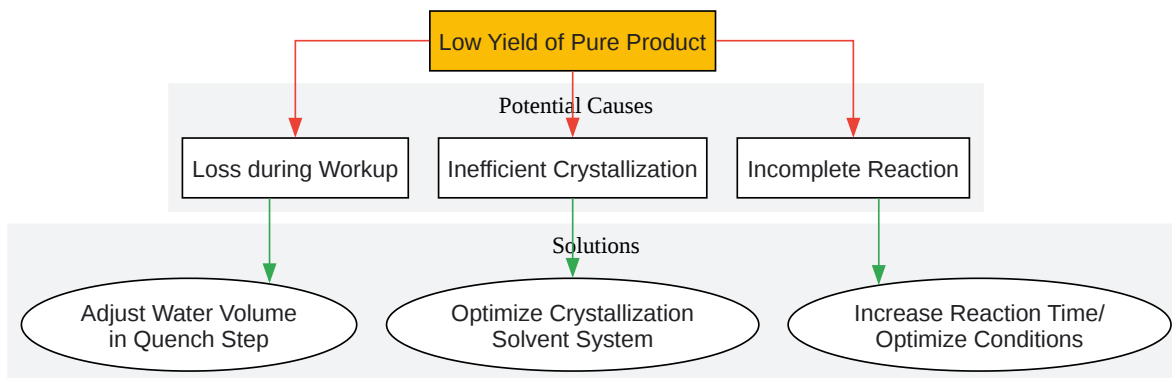 Low Yield of Pure Product
Potential Causes
Loss during Workup
Inefficient Crystallization
Incomplete Reaction
Solutions
Adjust Water Volume
in Quench Step
Optimize Crystallization
Solvent System
Increase Reaction Time/
Optimize Conditions